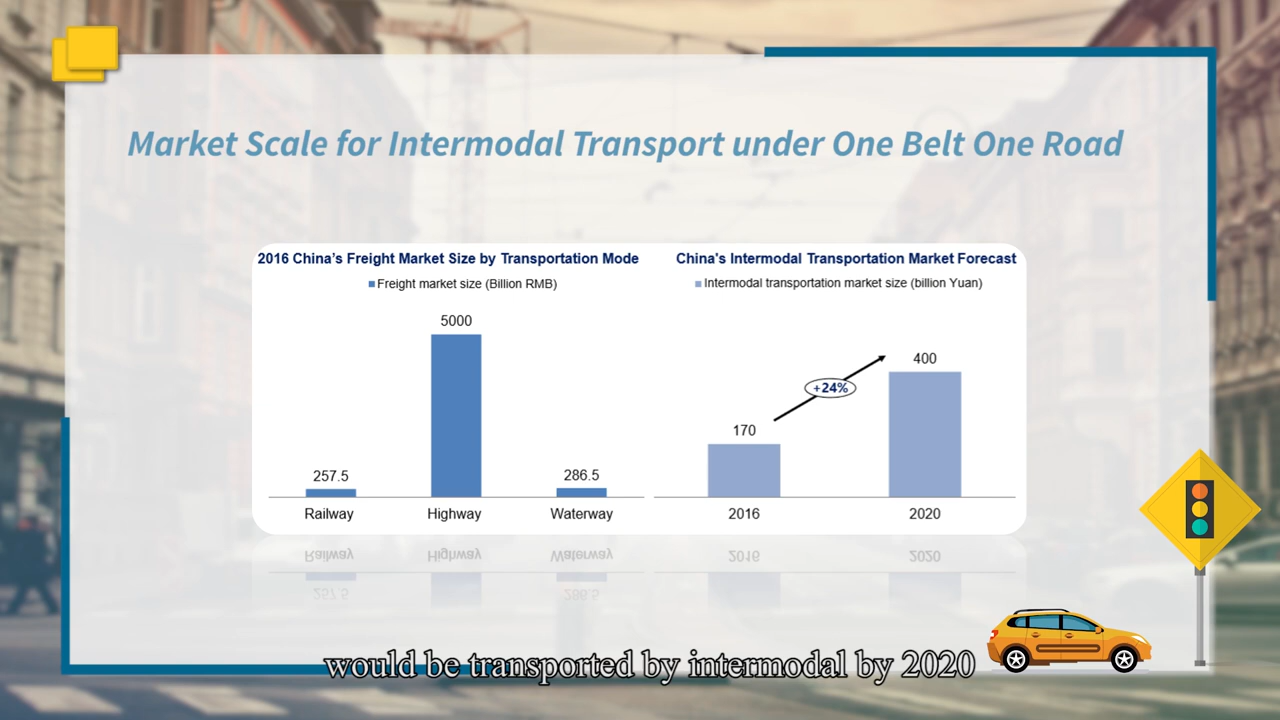 Market Scale for Intermodal Transport under One Belt One Road
2016 China's Freight Market Size by Transportation Mode
Freight market size (Billion RMB)
5000
257.5
286.5
Railway Highway Waterway
China's Intermodal Transportation Market Forecast
Intermodal transportation market size (billion Yuan)
400
+24%
170
2016 2020
would be transported by intermodal by 2020